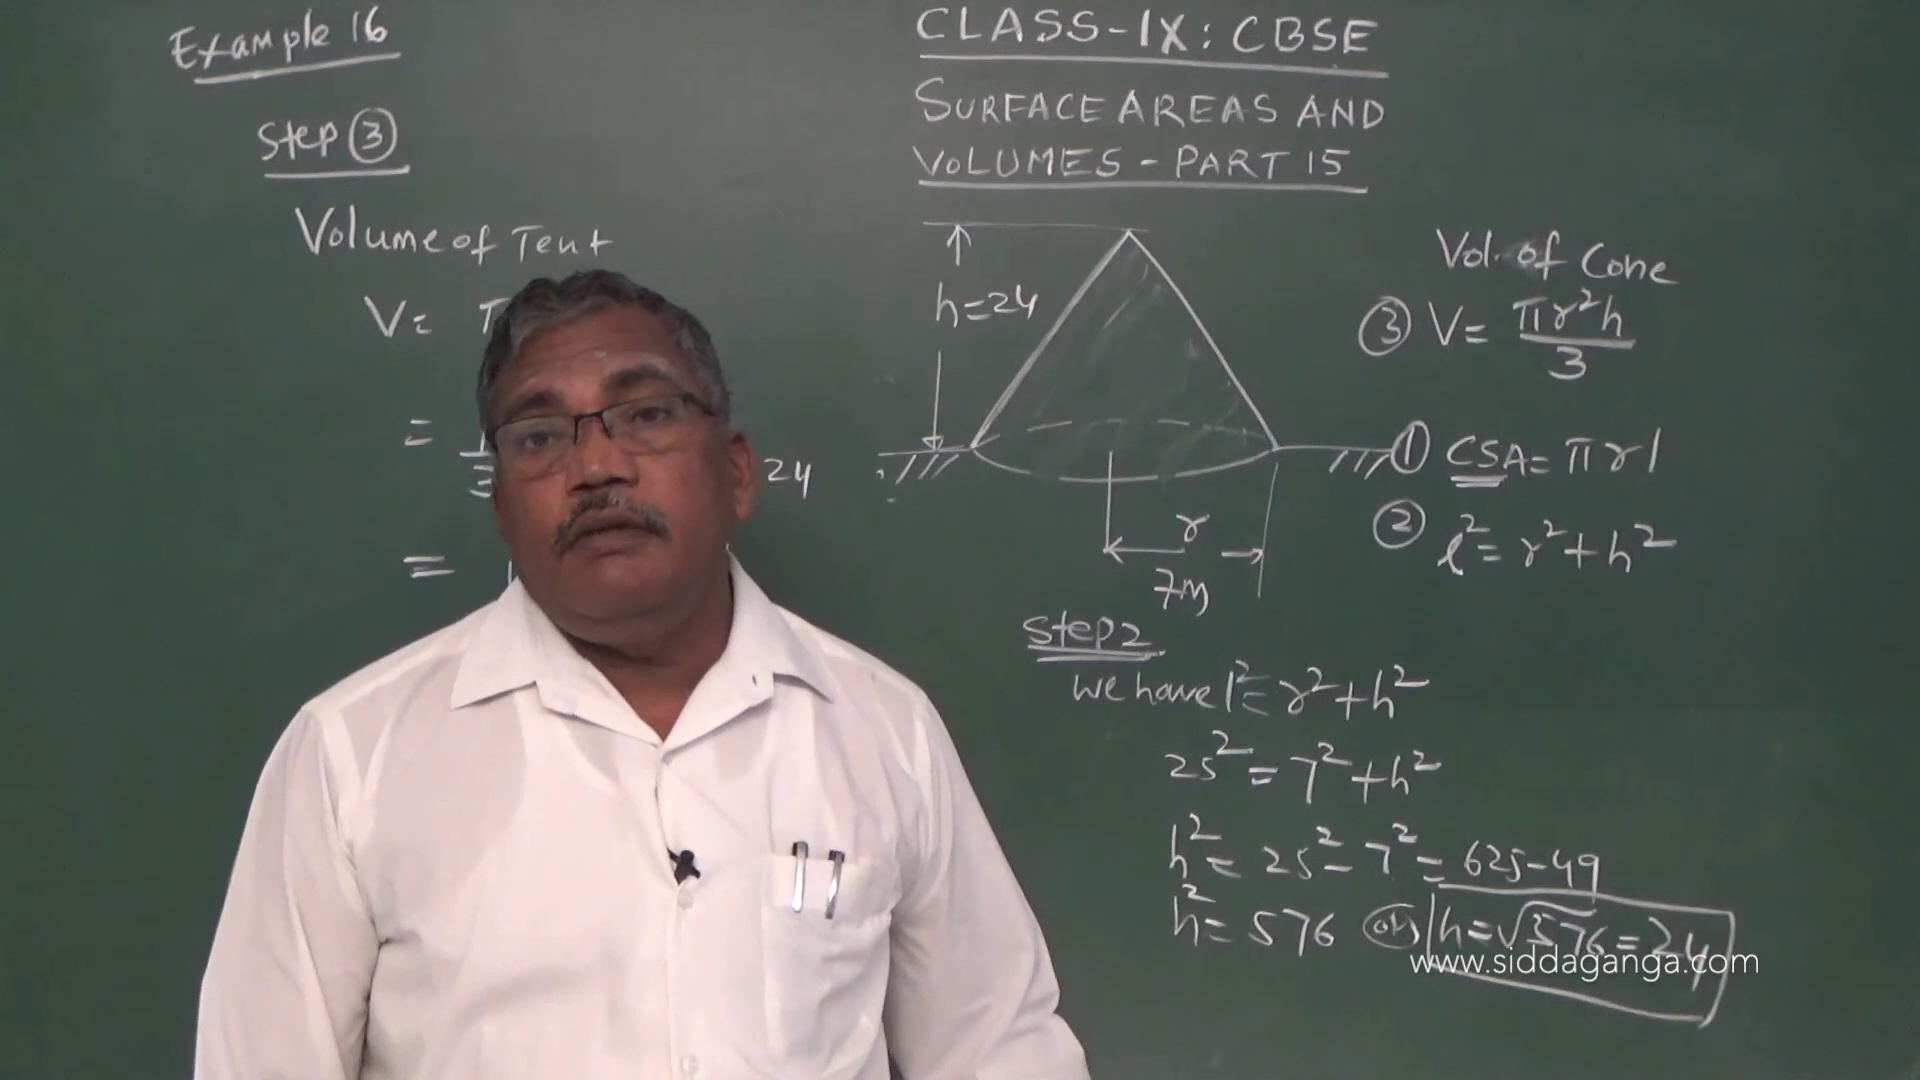 Example 16
Step ③
Volume of Tent
V=
=
3
24
=
CLASS-IX: CBSE
SURFACE AREAS AND
VOLUMES - PART 15
h=24
r
7m
Vol. of Cone
③ V= πr²h
3
① CSA= πrl
② l²= r²+h²
Step 2
we have l²= r²+h²
25²= 7²+h²
h²= 25²-7²= 625-49
h²= 576 or h=√576=24
www.siddaganga.com